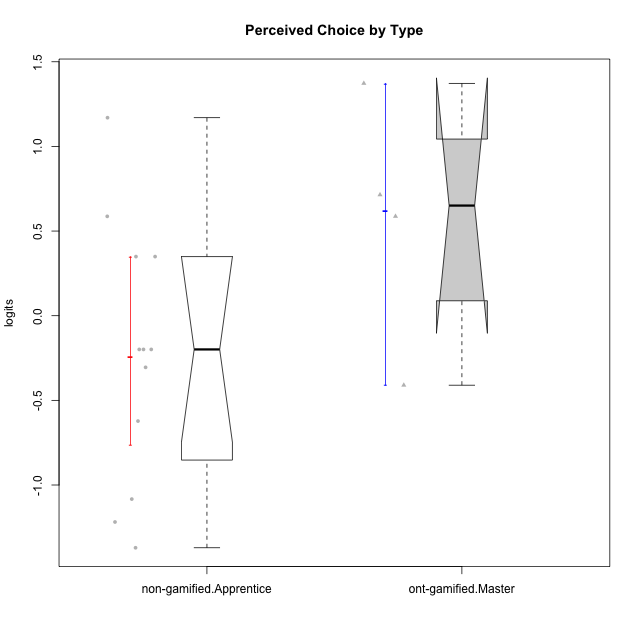 Perceived Choice by Type
logits
1.5
1.0
0.5
0.0
-0.5
-1.0
non-gamified.Apprentice
ont-gamified.Master